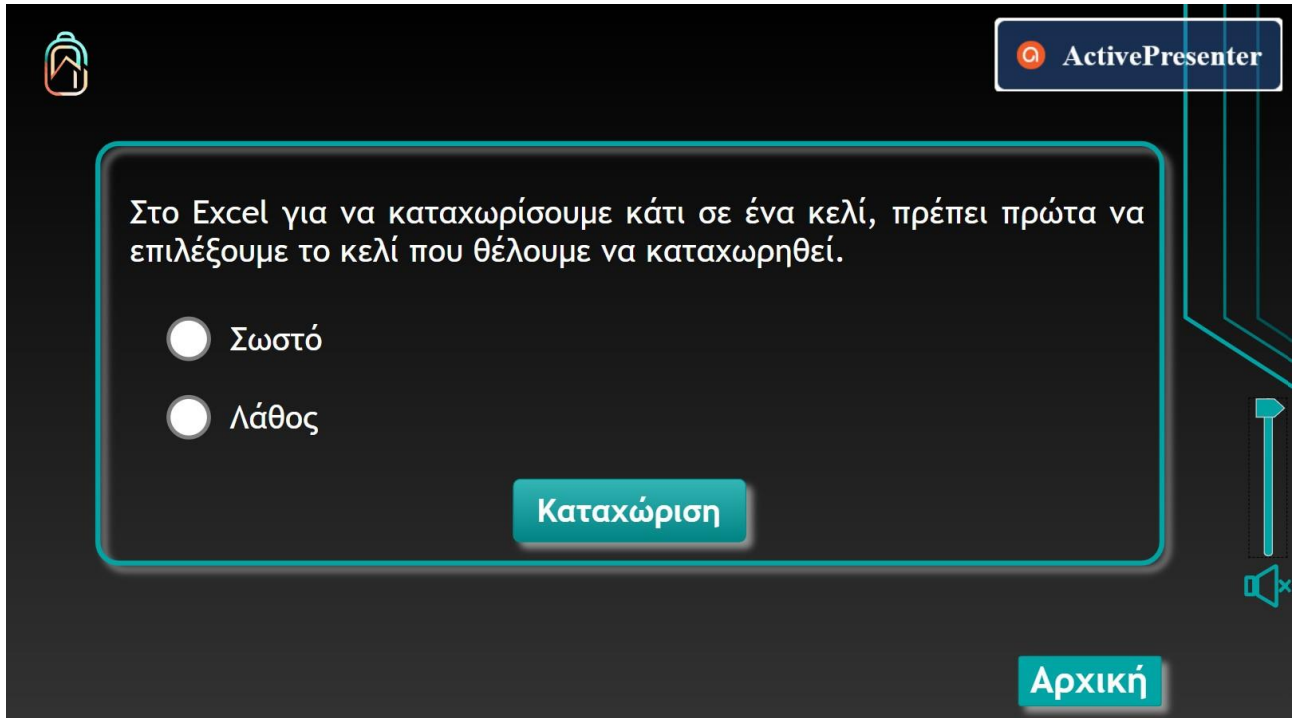 ActivePresenter
Στο Excel για να καταχωρίσουμε κάτι σε ένα κελί, πρέπει πρώτα να
επιλέξουμε το κελί που θέλουμε να καταχωρηθεί.
Σωστό
Λάθος
Καταχώριση
Αρχική